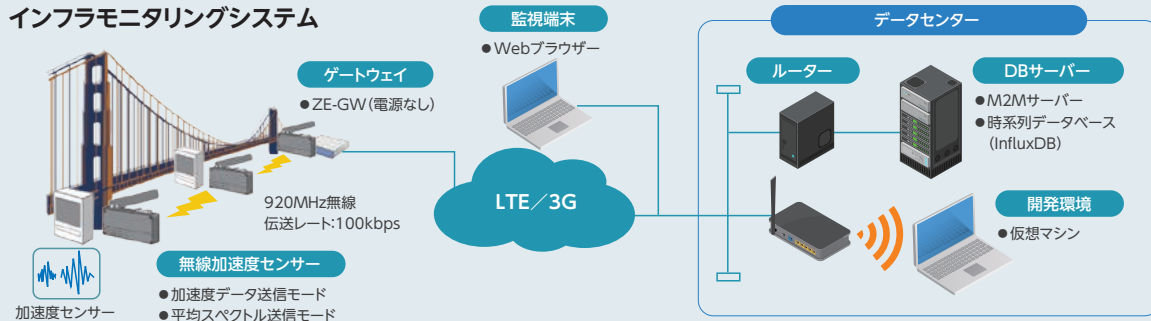 インフラモニタリングシステム
ゲートウェイ
●ZE-GW(電源なし)
920MHz無線
伝送レート:100kbps
加速度センサー
無線加速度センサー
●加速度データ送信モード
●平均スペクトル送信モード
監視端末
●Webブラウザー
LTE/3G
データセンター
ルーター
DBサーバー
●M2Mサーバー
●時系列データベース
(InfluxDB)
開発環境
●仮想マシン